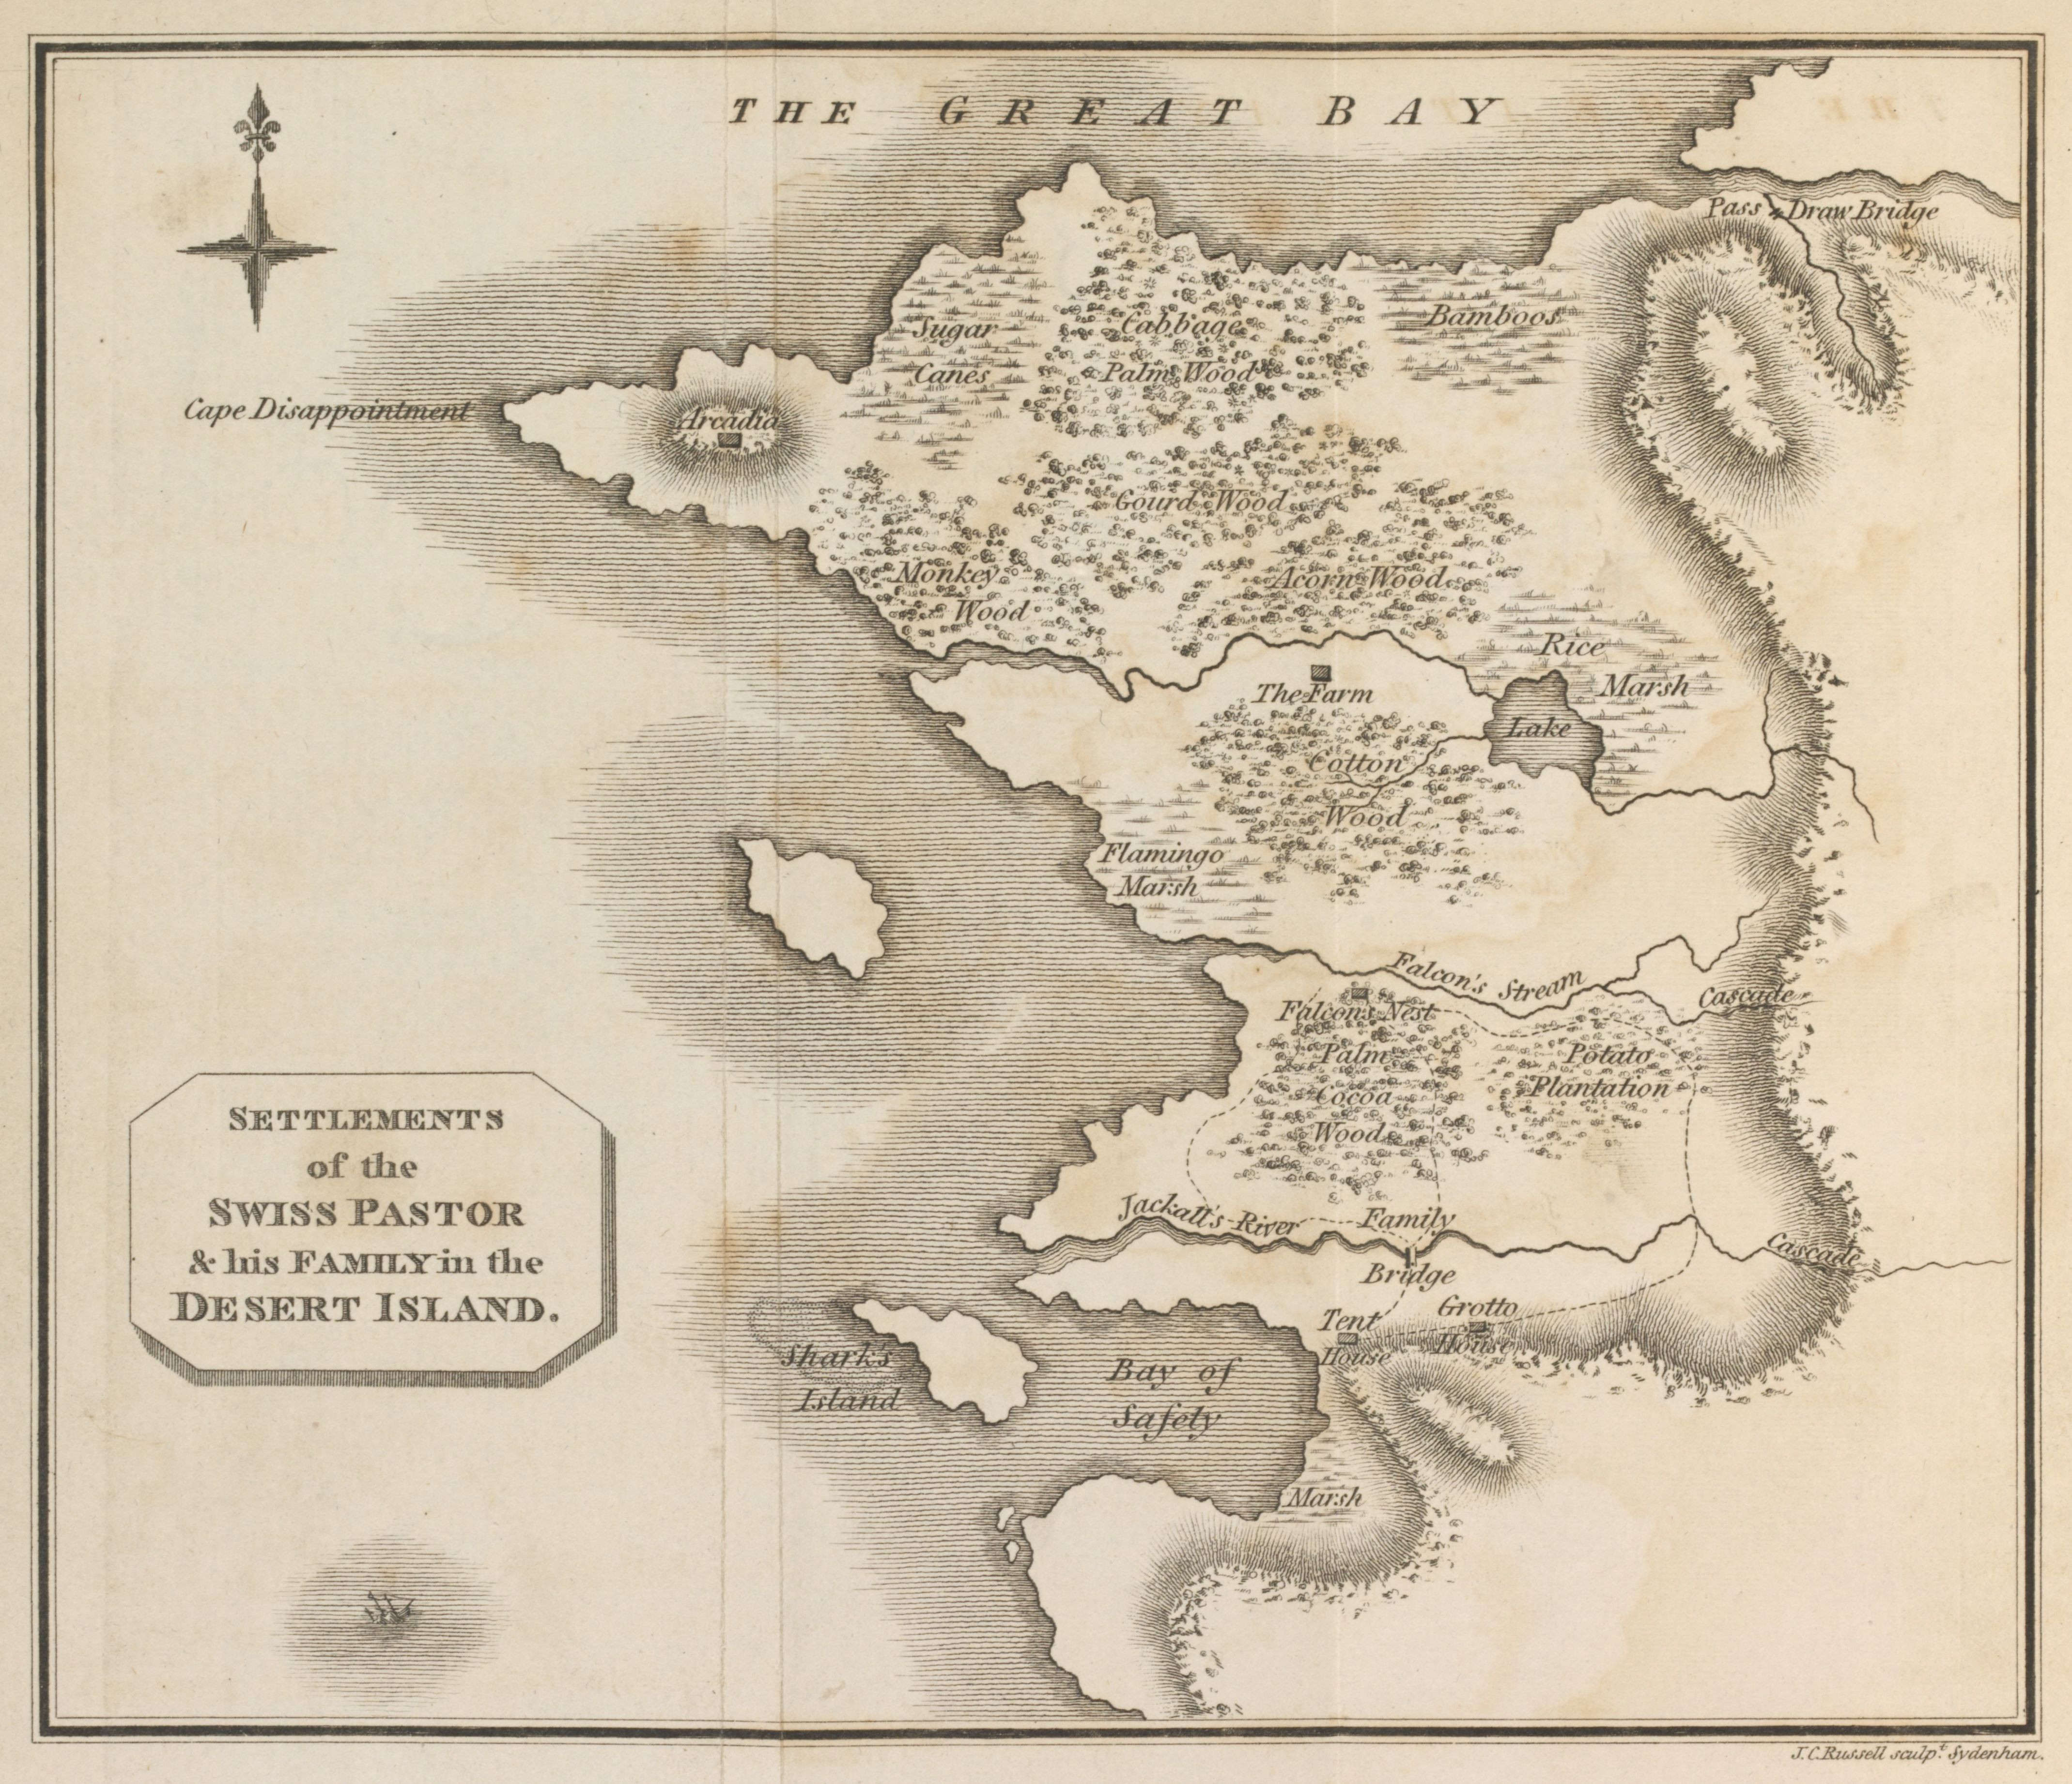 THE GREAT BAY
Pass & Draw Bridge
Sugar
Canes
Cabbage
Palm Wood
Bamboos
Cape Disappointment
Arcadia
Gourd Wood
Monkey
Wood
Acorn Wood
Rice
Marsh
The Farm
Lake
Cotton
Wood
Flamingo
Marsh
Falcon's Stream
Cascade
Falcons Nest
Palm
Cocoa
Wood
Potato
Plantation
Jackall's River
Family
Bridge
Cascade
Tent
House
Grotto
House
Shark's
Island
Bay of
Safety
Marsh
SETTLEMENTS
of the
SWISS PASTOR
& his FAMILY in the
DESERT ISLAND.
J.C.Russell sculp.t Sydenham.